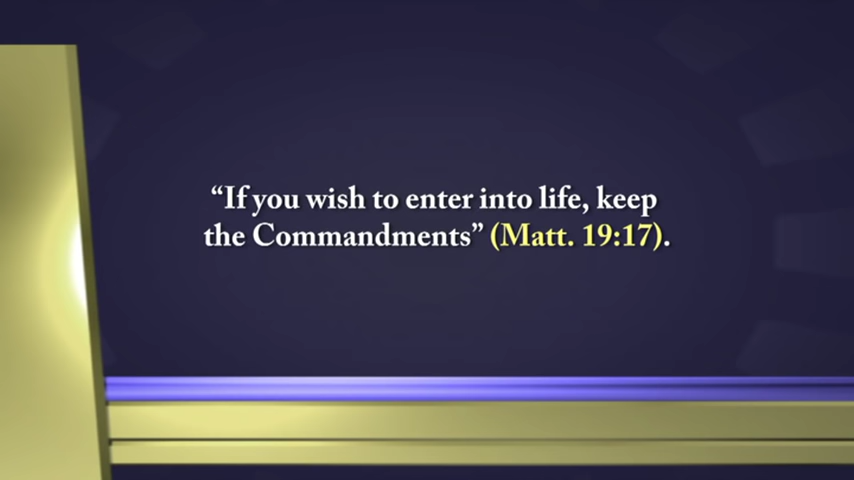 “If you wish to enter into life, keep
the Commandments” (Matt. 19:17).